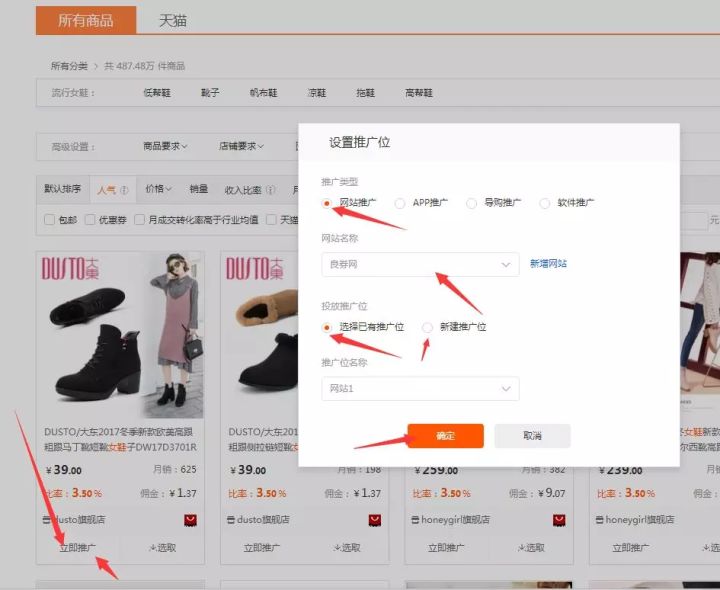 所有商品 天猫
所有分类 > 共 487.48万 件商品
流行女鞋： 低帮鞋 靴子 帆布鞋 凉鞋 拖鞋 高帮鞋
高级设置： 商品要求 店铺要求
默认排序 人气 价格 销量 收入比率 月
包邮 优惠券 月成交转化率高于行业均值 天猫
元
设置推广位
推广类型
网站推广 APP推广 导购推广 软件推广
网站名称
良券网 新增网站
投放推广位
选择已有推广位 新建推广位
推广位名称
网站1
确定 取消
DUSTO 大東
DUSTO 大東
DUSTO/大东2017冬季新款欧美高跟
粗跟马丁靴短靴女鞋子DW17D3701R
¥39.00 月销：625
比率：3.50% 佣金：¥1.37
dusto旗舰店
立即推广 选取
DUSTO/大东2017
粗跟侧拉链短靴
¥39.00 月销：198
比率：3.50% 佣金：¥1.37
dusto旗舰店
立即推广 选取
¥259.00 月销：382
比率：3.50% 佣金：¥9.07
honeygirl旗舰店
立即推广 选取
冬女鞋新款
尔西靴高
¥239.00 月
比率：3.50% 佣金
honeygirl旗舰店
立即推广